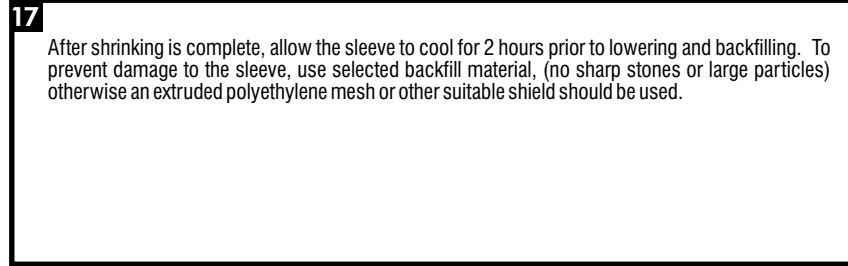 17
After shrinking is complete, allow the sleeve to cool for 2 hours prior to lowering and backfilling. To
prevent damage to the sleeve, use selected backfill material, (no sharp stones or large particles)
otherwise an extruded polyethylene mesh or other suitable shield should be used.